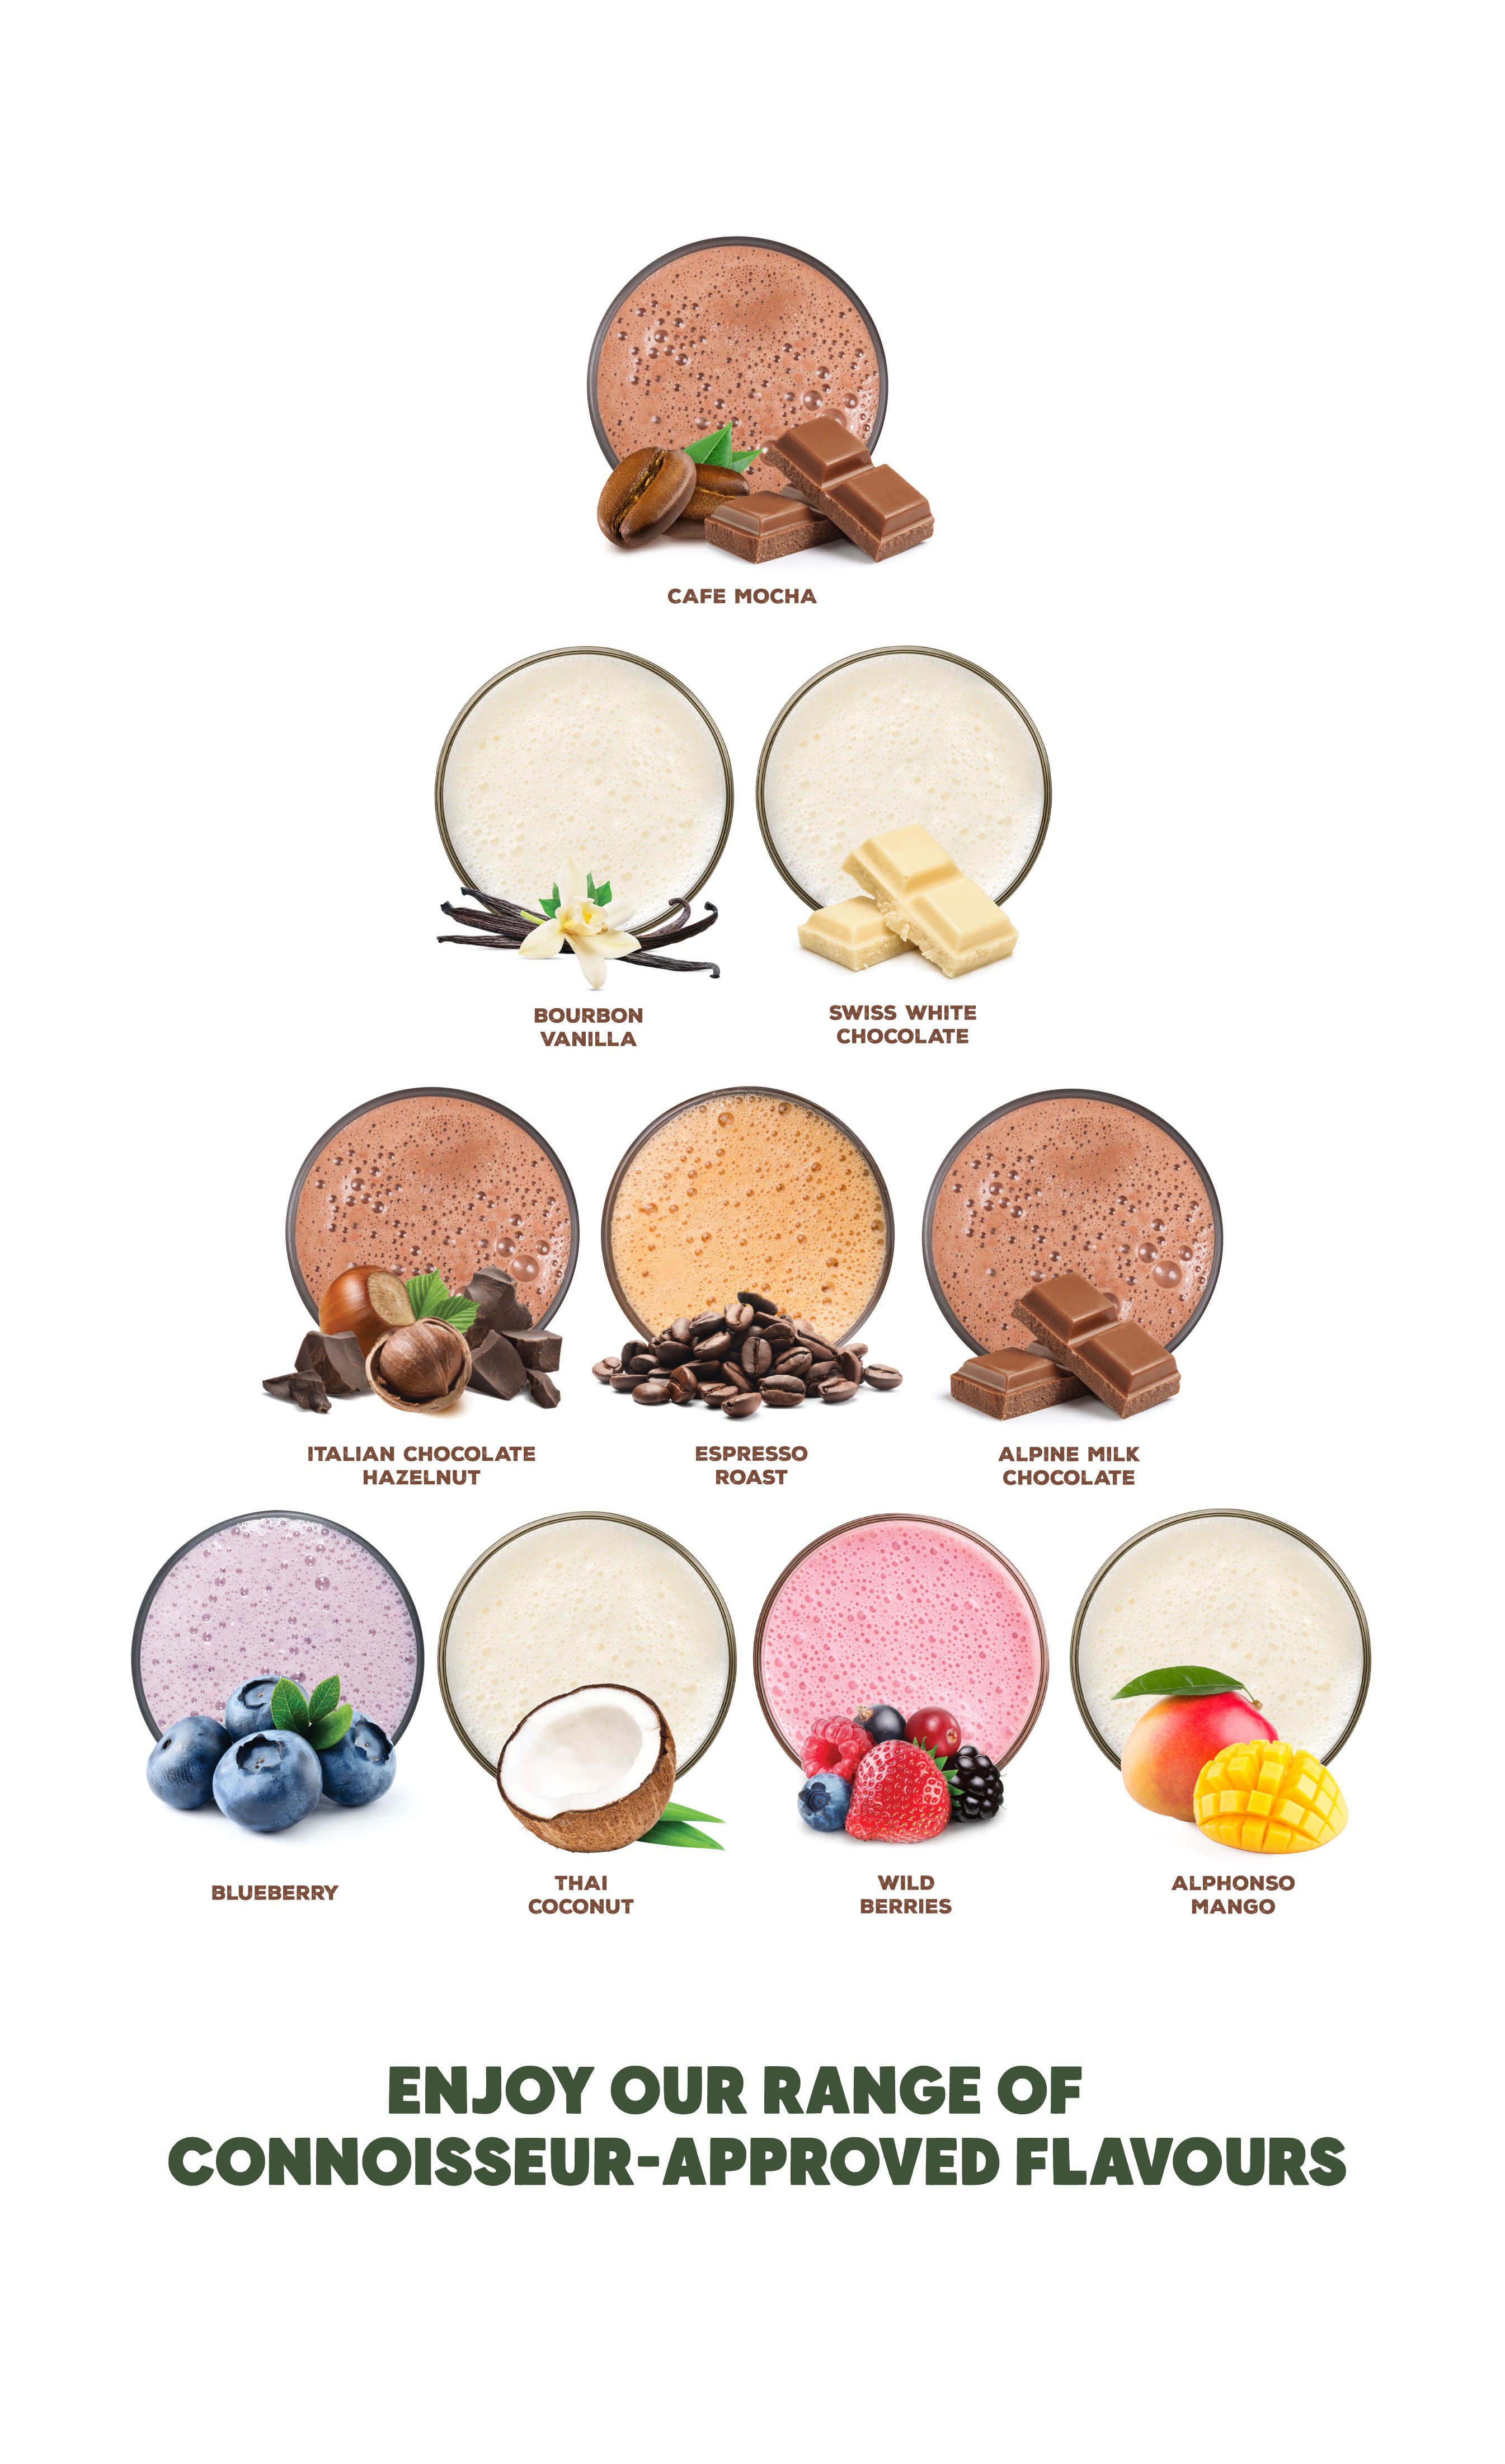 CAFE MOCHA
BOURBON
VANILLA
SWISS WHITE
CHOCOLATE
ITALIAN CHOCOLATE
HAZELNUT
ESPRESSO
ROAST
ALPINE MILK
CHOCOLATE
BLUEBERRY
THAI
COCONUT
WILD
BERRIES
ALPHONSO
MANGO
ENJOY OUR RANGE OF
CONNOISSEUR-APPROVED FLAVOURS